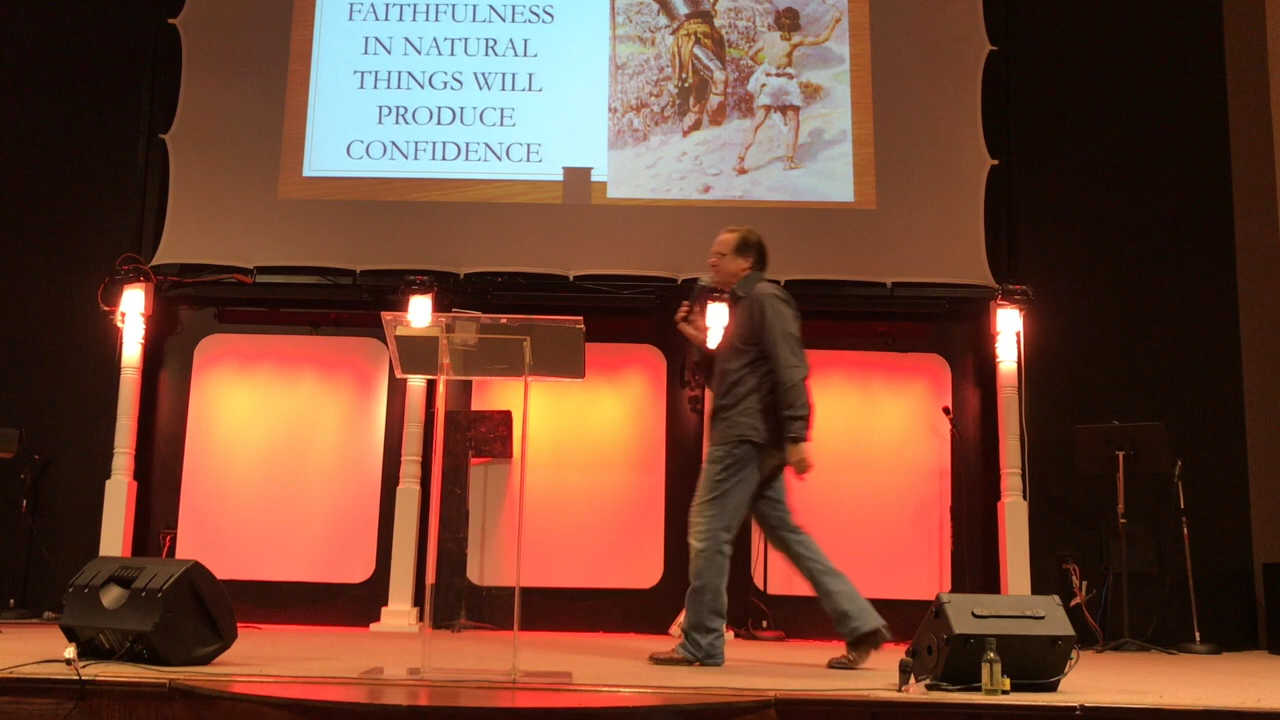 FAITHFULNESS
IN NATURAL
THINGS WILL
PRODUCE
CONFIDENCE